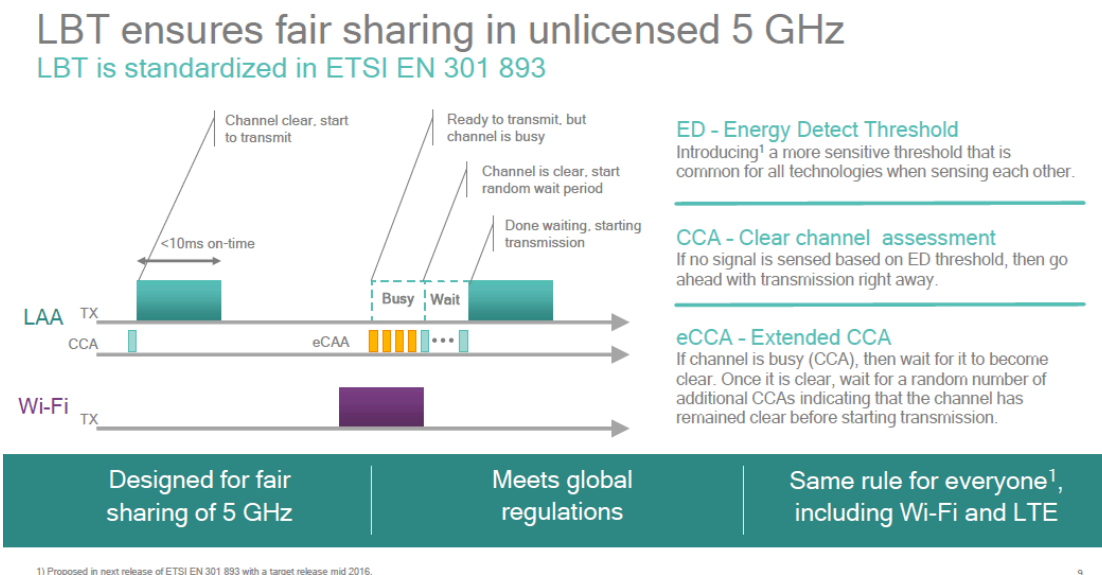 LBT ensures fair sharing in unlicensed 5 GHz
LBT is standardized in ETSI EN 301 893
Channel clear, start
to transmit
Ready to transmit, but
channel is busy
Channel is clear, start
random wait period
Done waiting, starting
transmission
<10ms on-time
Busy
Wait
LAA
TX
CCA
eCAA
Wi-Fi
TX
ED - Energy Detect Threshold
Introducing1 a more sensitive threshold that is
common for all technologies when sensing each other.
CCA - Clear channel assessment
If no signal is sensed based on ED threshold, then go
ahead with transmission right away.
eCCA - Extended CCA
If channel is busy (CCA), then wait for it to become
clear. Once it is clear, wait for a random number of
additional CCAs indicating that the channel has
remained clear before starting transmission.
Designed for fair
sharing of 5 GHz
Meets global
regulations
Same rule for everyone1,
including Wi-Fi and LTE
1) Proposed in next release of ETSI EN 301 893 with a target release mid 2016.
9